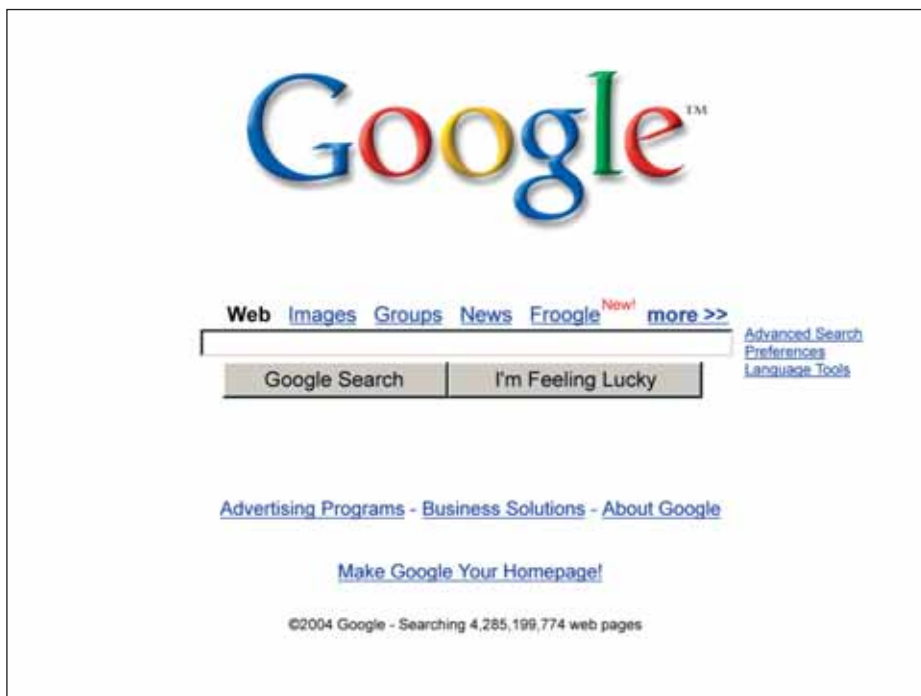 Google™
Web Images Groups News Froogle New! more >>
Advanced Search
Preferences
Language Tools
Google Search I'm Feeling Lucky
Advertising Programs - Business Solutions - About Google
Make Google Your Homepage!
©2004 Google - Searching 4,285,199,774 web pages